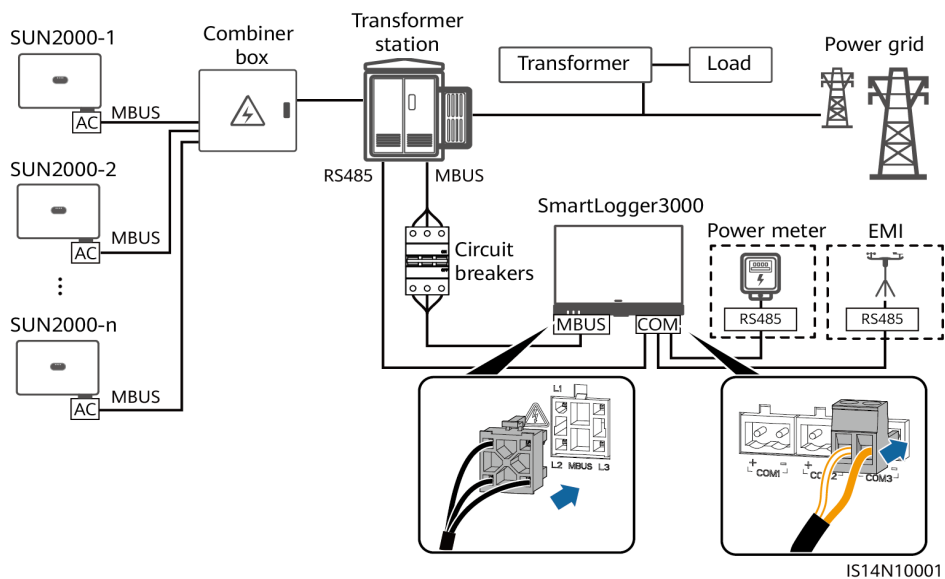 SUN2000-1
AC
MBUS
SUN2000-2
AC
MBUS
SUN2000-n
AC
MBUS
Combiner
box
Transformer
station
RS485
MBUS
Transformer
Load
Power grid
Circuit
breakers
SmartLogger3000
MBUS
COM
Power meter
RS485
EMI
RS485
L1
L2 MBUS L3
+ -
COM1
+
COM2
-
COM3
IS14N10001